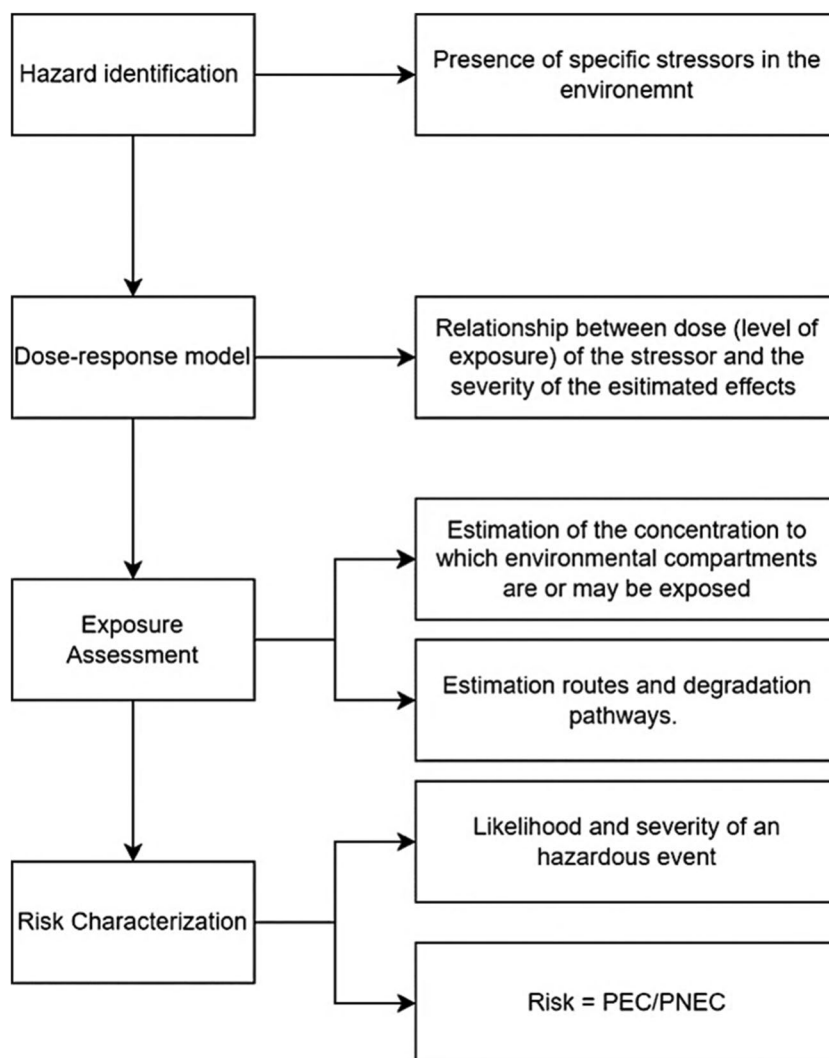 Hazard identification
Presence of specific stressors in the
environemnt
Dose-response model
Relationship between dose (level of
exposure) of the stressor and the
severity of the esitimated effects
Exposure
Assessment
Estimation of the concentration to
which environmental compartments
are or may be exposed
Estimation routes and degradation
pathways.
Risk Characterization
Likelihood and severity of an
hazardous event
Risk = PEC/PNEC